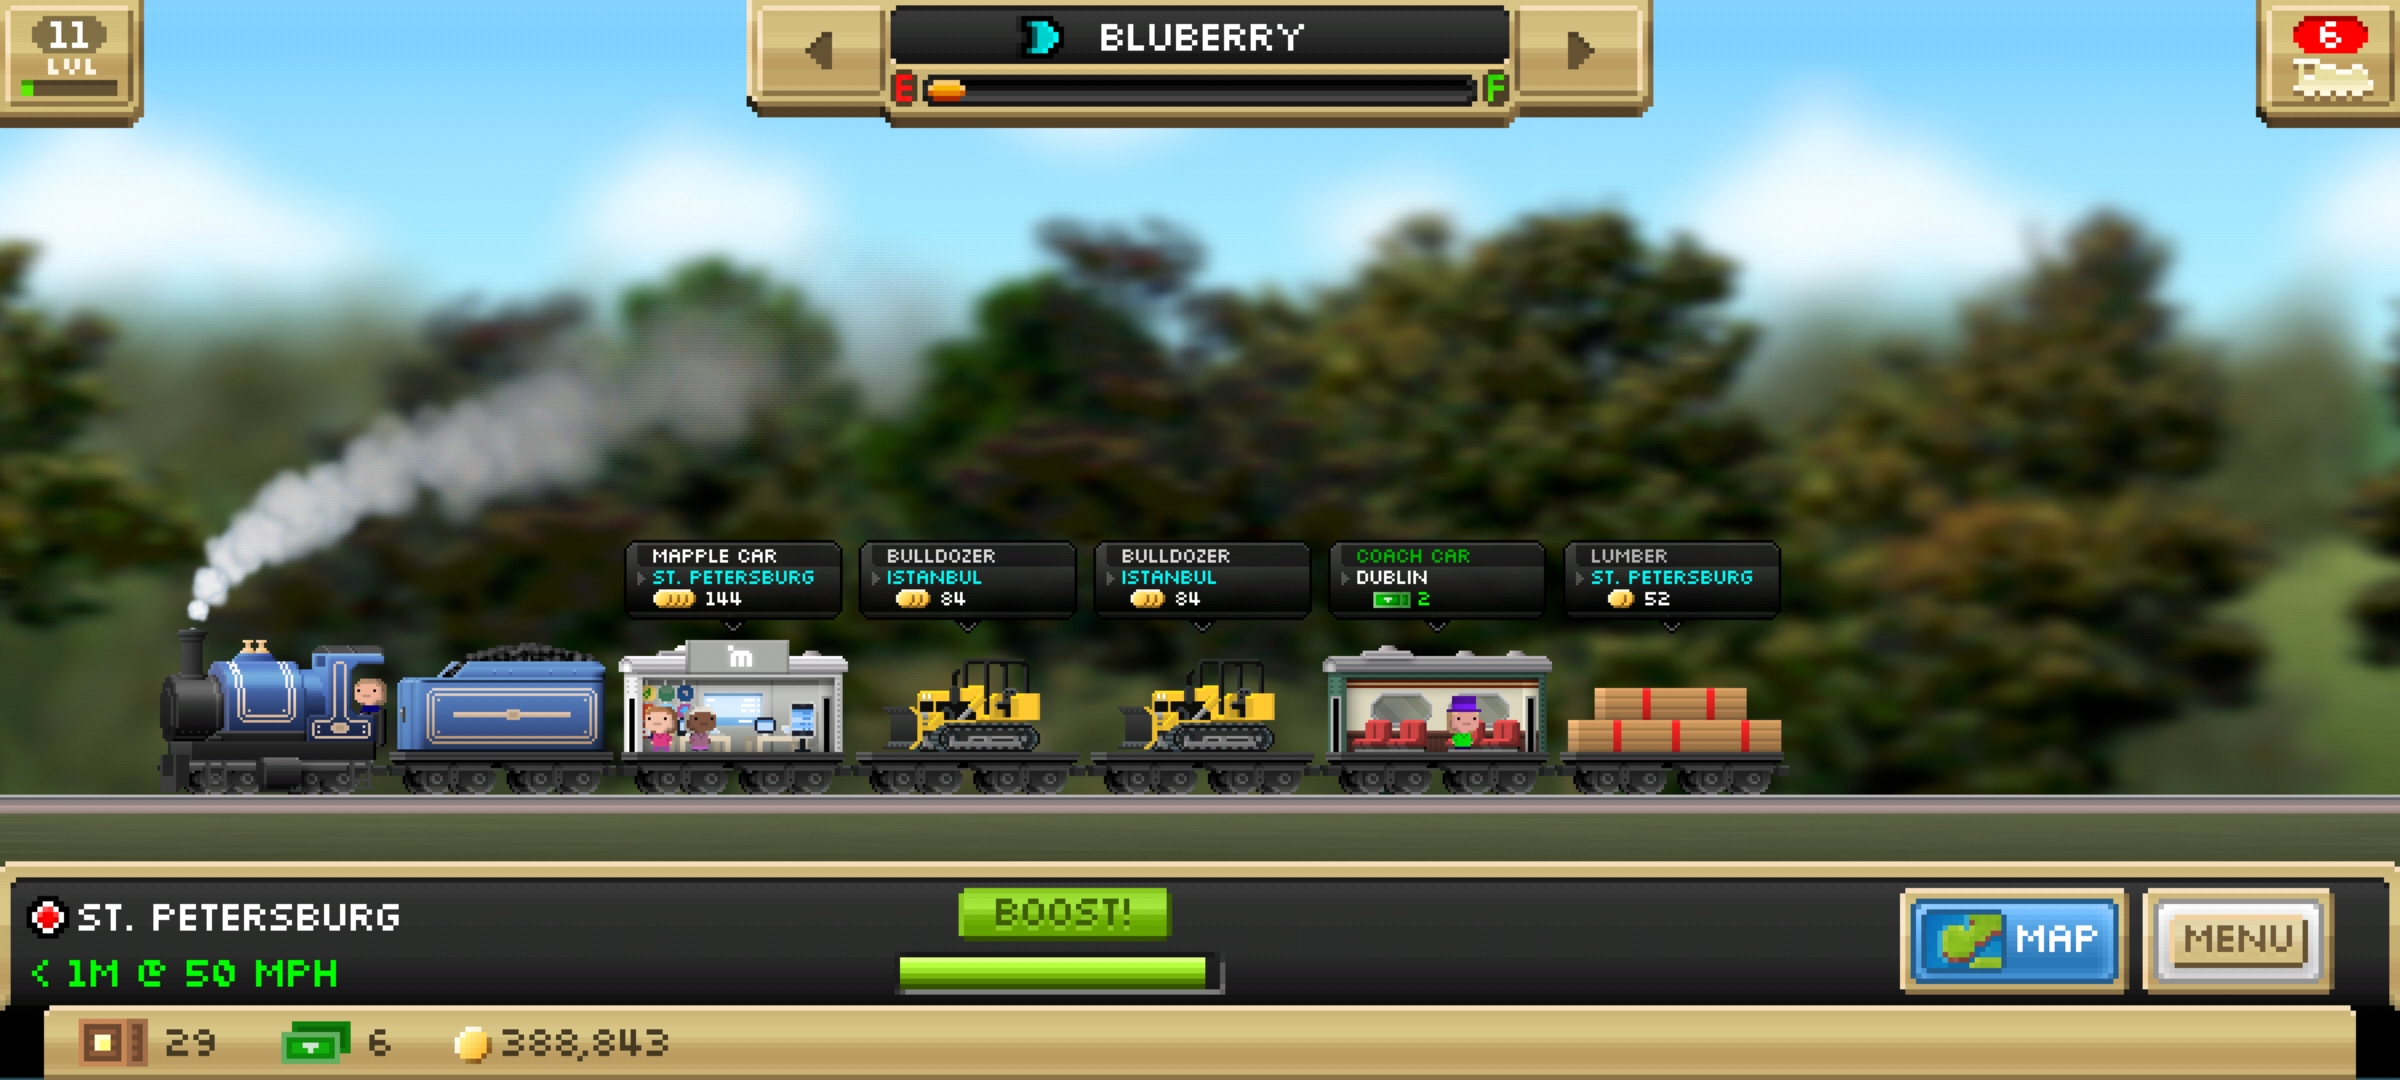 11
LVL
BLUBERRY
E F
6
MAPPLE CAR
ST. PETERSBURG
144
BULLDOZER
ISTANBUL
84
BULLDOZER
ISTANBUL
84
COACH CAR
DUBLIN
2
LUMBER
ST. PETERSBURG
52
m
ST. PETERSBURG
< 1M @ 50 MPH
BOOST!
MAP
MENU
29 6 388,843